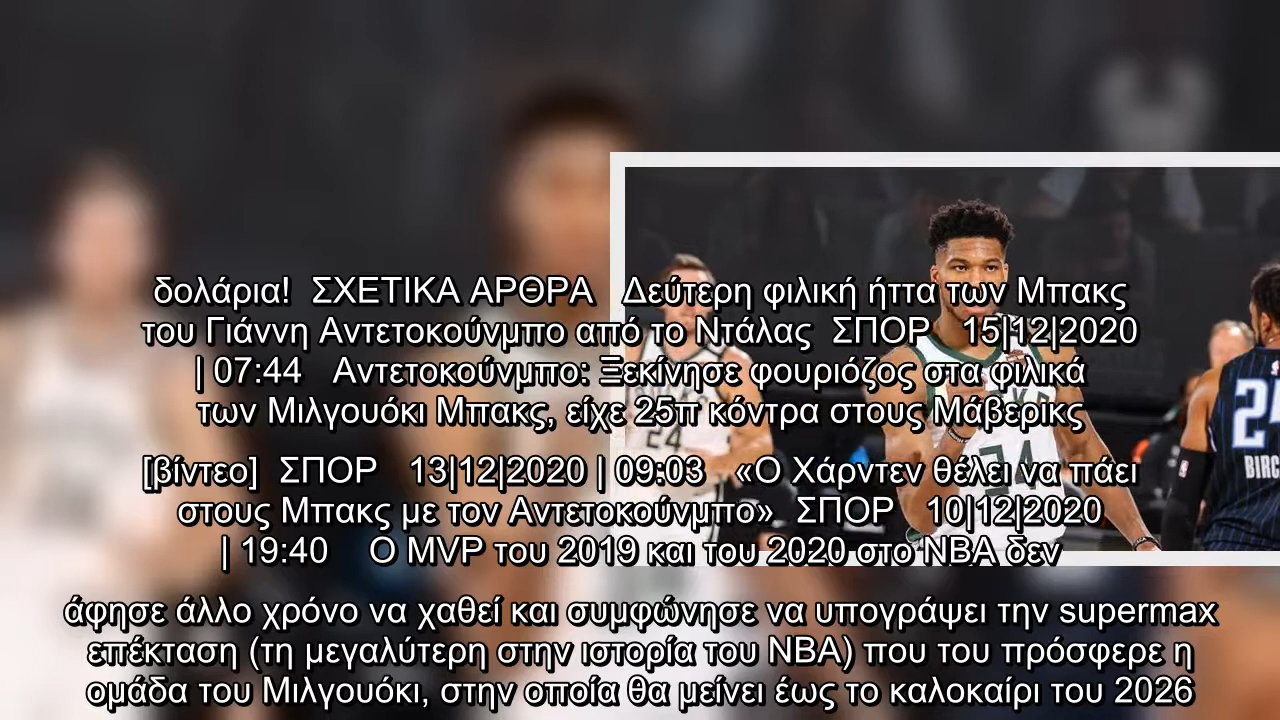 δολάρια!  ΣΧΕΤΙΚΑ ΑΡΘΡΑ   Δεύτερη φιλική ήττα των Μπακς
του Γιάννη Αντετοκούνμπο από το Ντάλας  ΣΠΟΡ   15|12|2020
| 07:44   Αντετοκούνμπο: Ξεκίνησε φουριόζος στα φιλικά
των Μιλγουόκι Μπακς, είχε 25π κόντρα στους Μάβερικς
[βίντεο]  ΣΠΟΡ   13|12|2020 | 09:03   «Ο Χάρντεν θέλει να πάει
στους Μπακς με τον Αντετοκούνμπο»  ΣΠΟΡ   10|12|2020
| 19:40    Ο MVP του 2019 και του 2020 στο NBA δεν
άφησε άλλο χρόνο να χαθεί και συμφώνησε να υπογράψει την supermax
επέκταση (τη μεγαλύτερη στην ιστορία του NBA) που του πρόσφερε η
ομάδα του Μιλγουόκι, στην οποία θα μείνει έως το καλοκαίρι του 2026
24
34
BIRC